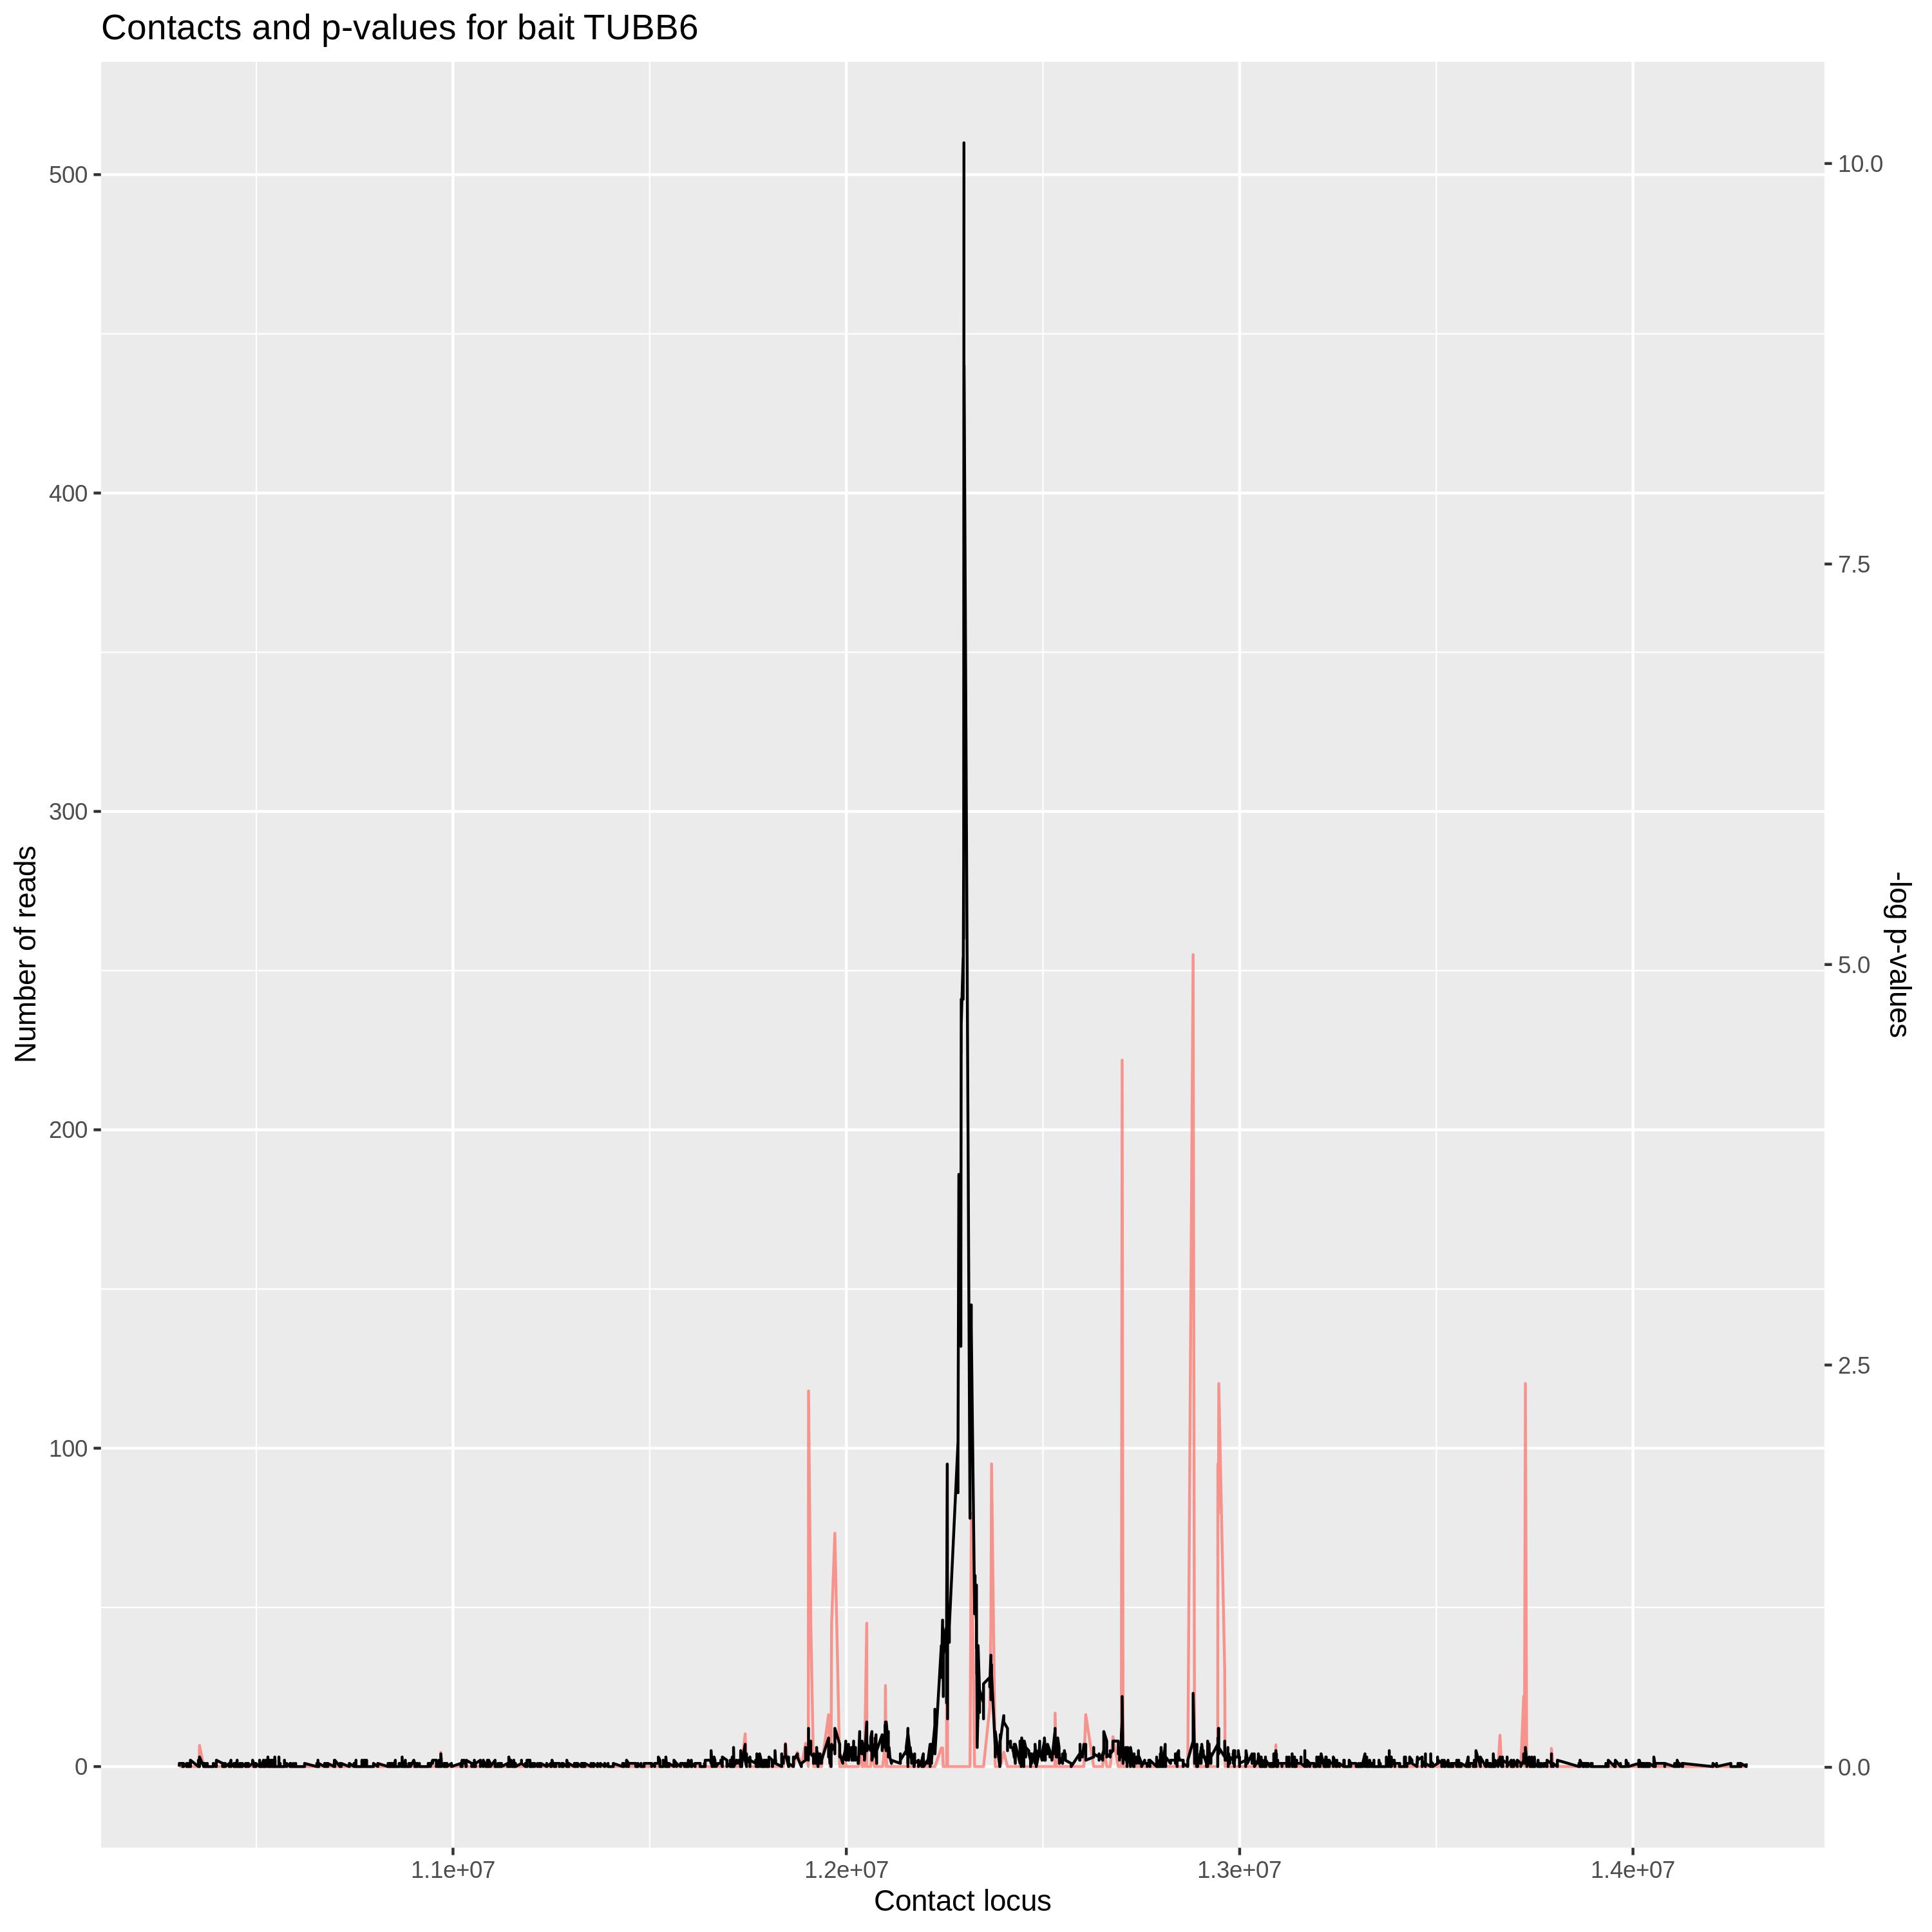 Contacts and p-values for bait TUBB6
500
400
300
200
100
0
Number of reads
10.0
7.5
5.0
2.5
0.0
-log p-values
1.1e+07 1.2e+07 1.3e+07 1.4e+07
Contact locus